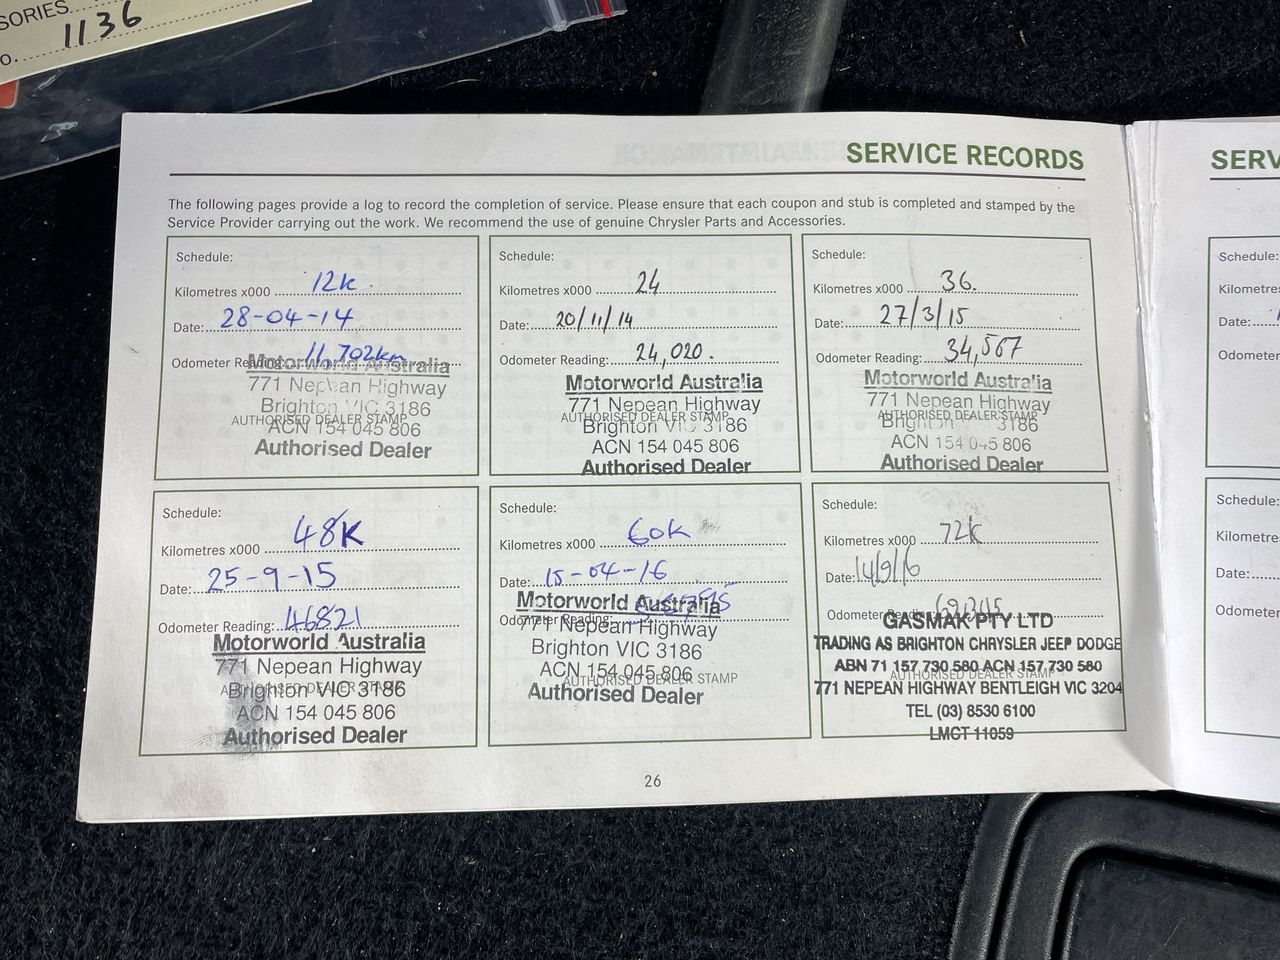 SORIES
o. 1136
SERVICE RECORDS
The following pages provide a log to record the completion of service. Please ensure that each coupon and stub is completed and stamped by the
Service Provider carrying out the work. We recommend the use of genuine Chrysler Parts and Accessories.
Schedule:
Kilometres x000 12k
Date: 28-04-14
Odometer Reading: 11,702km
Motorworld Australia
771 Nepean Highway
Brighton VIC 3186
AUTHORISED DEALER STAMP
ACN 154 045 806
Authorised Dealer
Schedule:
Kilometres x000 24
Date: 20/11/14
Odometer Reading: 24,020.
Motorworld Australia
771 Nepean Highway
AUTHORISED DEALER STAMP
Brighton VIC 3186
ACN 154 045 806
Authorised Dealer
Schedule:
Kilometres x000 36.
Date: 27/3/15
Odometer Reading: 34,567
Motorworld Australia
771 Nepean Highway
AUTHORISED DEALER STAMP
Brighton 3186
ACN 154 045 806
Authorised Dealer
Schedule:
Kilometres x000 48K
Date: 25-9-15
Odometer Reading: 46821
Motorworld Australia
771 Nepean Highway
AUTHORISED DEALER STAMP
Brighton VIC 3186
ACN 154 045 806
Authorised Dealer
Schedule:
Kilometres x000 60K
Date: 15-04-16
Motorworld Australia
Odometer Reading:
771 Nepean Highway
Brighton VIC 3186
ACN 154 045 806
AUTHORISED DEALER STAMP
Authorised Dealer
Schedule:
Kilometres x000 72k
Date: 14/9/16
Odometer Reading:
GASMAK PTY LTD
TRADING AS BRIGHTON CHRYSLER JEEP DODGE
ABN 71 157 730 580 ACN 157 730 580
AUTHORISED DEALER STAMP
771 NEPEAN HIGHWAY BENTLEIGH VIC 3204
TEL (03) 8530 6100
LMCT 11059
26
SERV
Schedule:
Kilometre
Date:
Odometer
Schedule:
Kilometre
Date:
Odometer